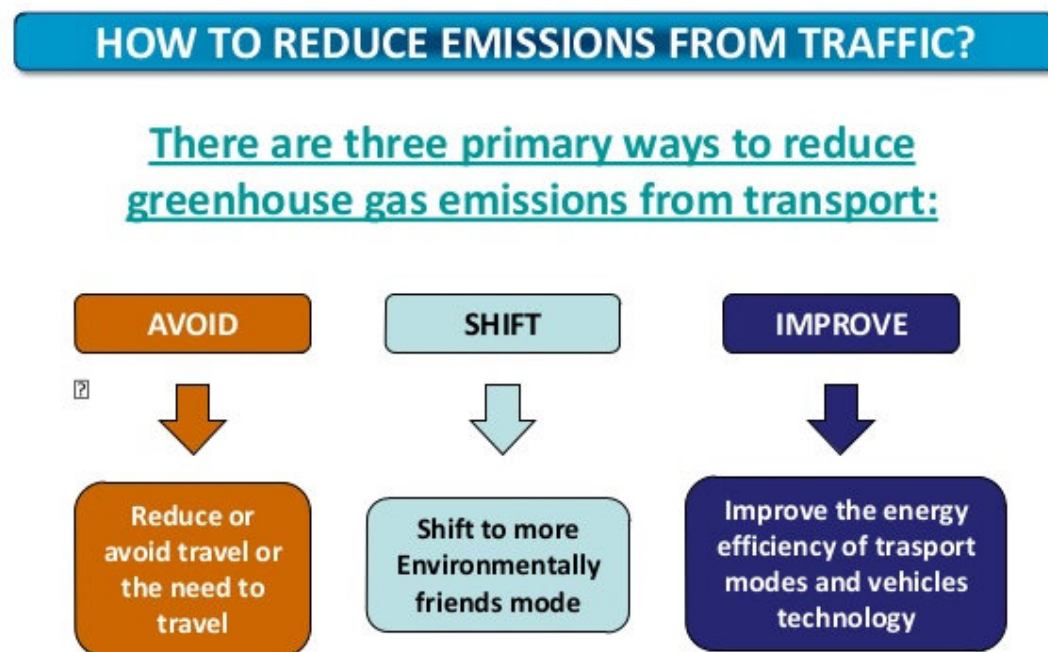 HOW TO REDUCE EMISSIONS FROM TRAFFIC?
There are three primary ways to reduce
greenhouse gas emissions from transport:
AVOID
SHIFT
IMPROVE
Reduce or
avoid travel or
the need to
travel
Shift to more
Environmentally
friends mode
Improve the energy
efficiency of trasport
modes and vehicles
technology